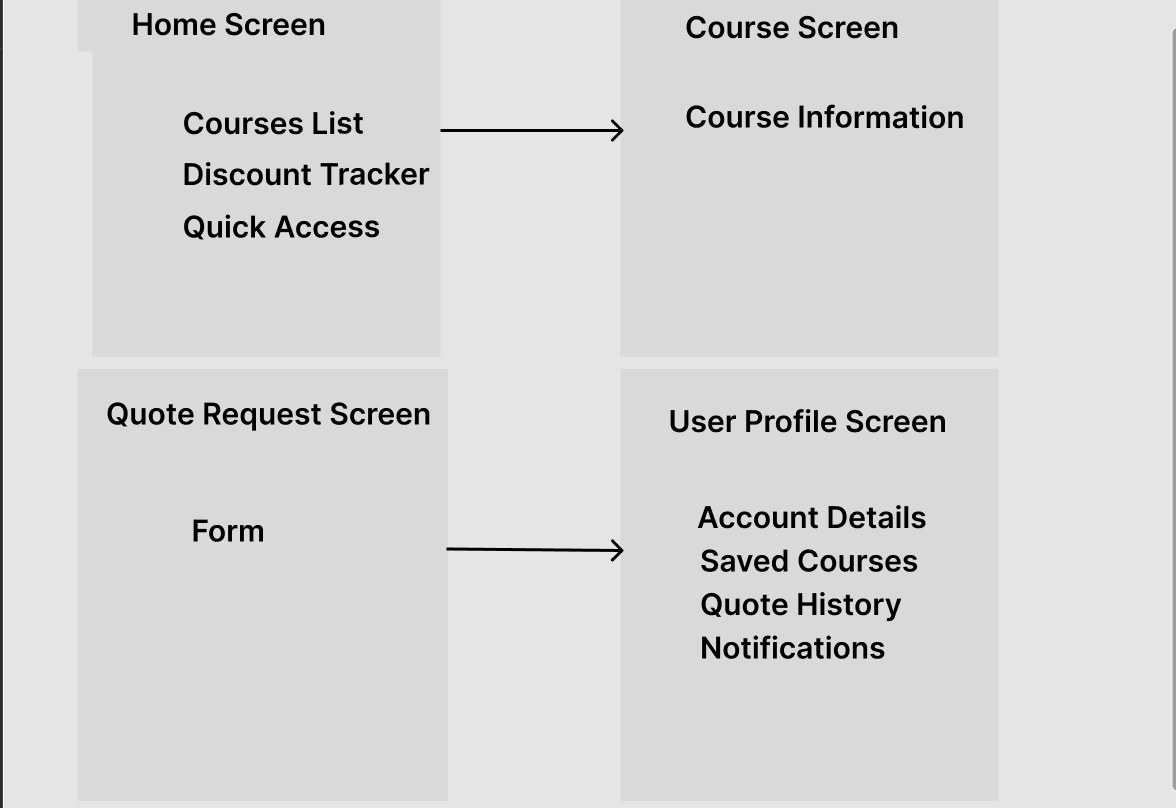 Home Screen
Courses List
Discount Tracker
Quick Access
Course Screen
Course Information
Quote Request Screen
Form
User Profile Screen
Account Details
Saved Courses
Quote History
Notifications